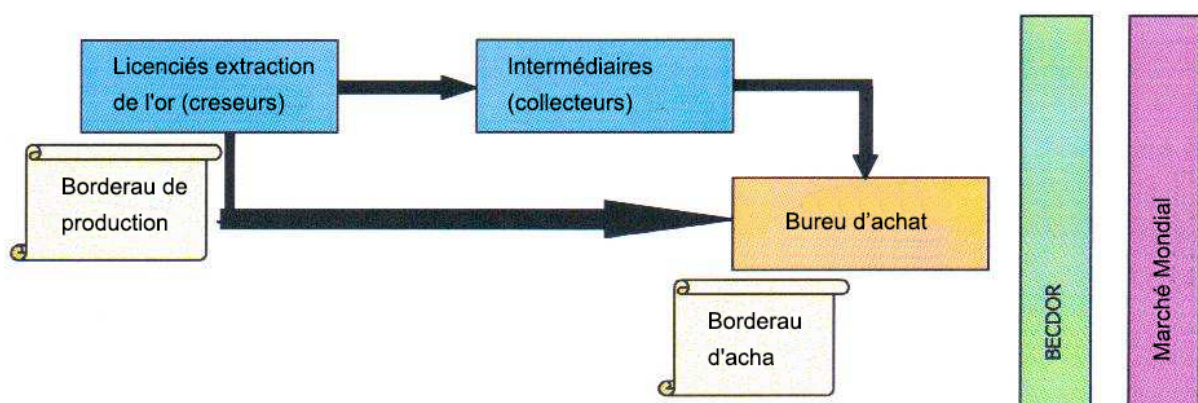 Licenciés extraction
de l'or (creseurs)
Intermédiaires
(collecteurs)
Borderau de
production
Bureu d'achat
Borderau
d'acha
BECDOR
Marché Mondial